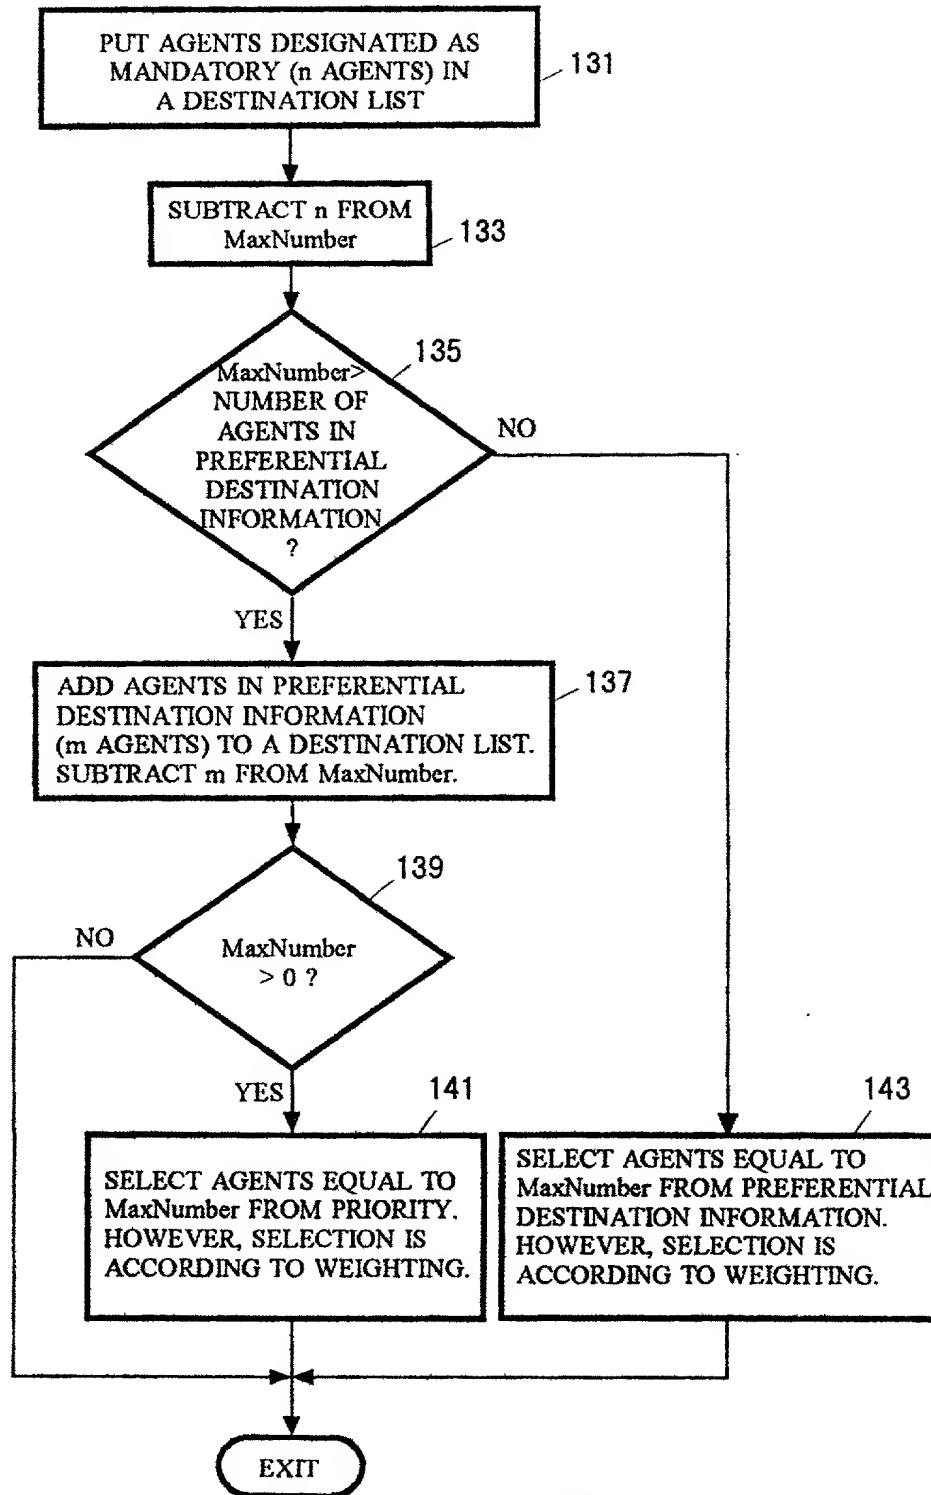 PUT AGENTS DESIGNATED AS
MANDATORY (n AGENTS) IN
A DESTINATION LIST
131
SUBTRACT n FROM
MaxNumber
133
135
MaxNumber>
NUMBER OF
AGENTS IN
PREFERENTIAL
DESTINATION
INFORMATION
?
NO
YES
ADD AGENTS IN PREFERENTIAL
DESTINATION INFORMATION
(m AGENTS) TO A DESTINATION LIST.
SUBTRACT m FROM MaxNumber.
137
139
NO
MaxNumber
> 0 ?
YES
141
143
SELECT AGENTS EQUAL TO
MaxNumber FROM PRIORITY.
HOWEVER, SELECTION IS
ACCORDING TO WEIGHTING.
SELECT AGENTS EQUAL TO
MaxNumber FROM PREFERENTIAL
DESTINATION INFORMATION.
HOWEVER, SELECTION IS
ACCORDING TO WEIGHTING.
EXIT